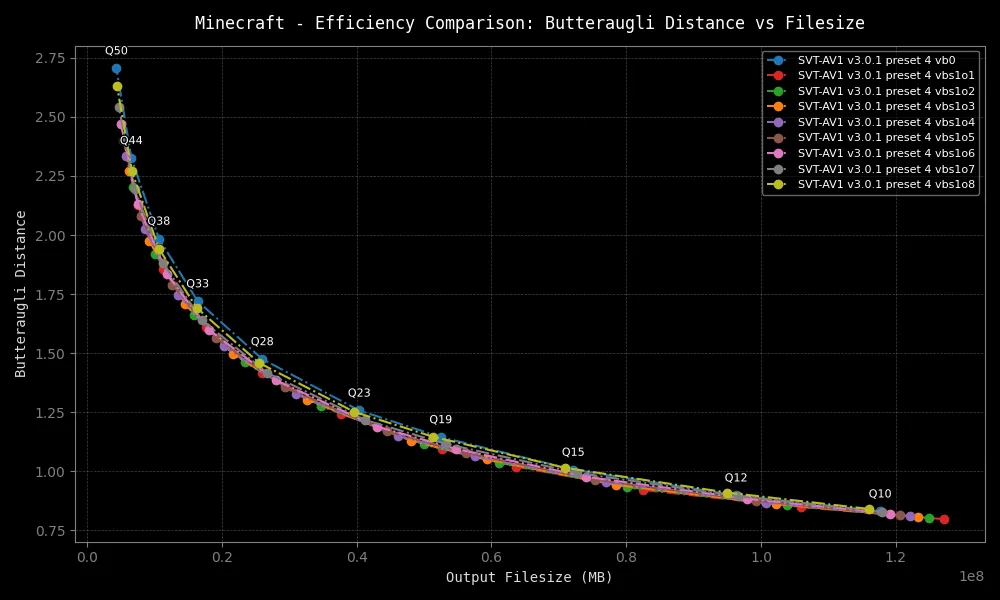 Minecraft - Efficiency Comparison: Butteraugli Distance vs Filesize
Butteraugli Distance
2.75
2.50
2.25
2.00
1.75
1.50
1.25
1.00
0.75
Q50
Q44
Q38
Q33
Q28
Q23
Q19
Q15
Q12
Q10
SVT-AV1 v3.0.1 preset 4 vb0
SVT-AV1 v3.0.1 preset 4 vbs1o1
SVT-AV1 v3.0.1 preset 4 vbs1o2
SVT-AV1 v3.0.1 preset 4 vbs1o3
SVT-AV1 v3.0.1 preset 4 vbs1o4
SVT-AV1 v3.0.1 preset 4 vbs1o5
SVT-AV1 v3.0.1 preset 4 vbs1o6
SVT-AV1 v3.0.1 preset 4 vbs1o7
SVT-AV1 v3.0.1 preset 4 vbs1o8
0.0 0.2 0.4 0.6 0.8 1.0 1.2
1e8
Output Filesize (MB)